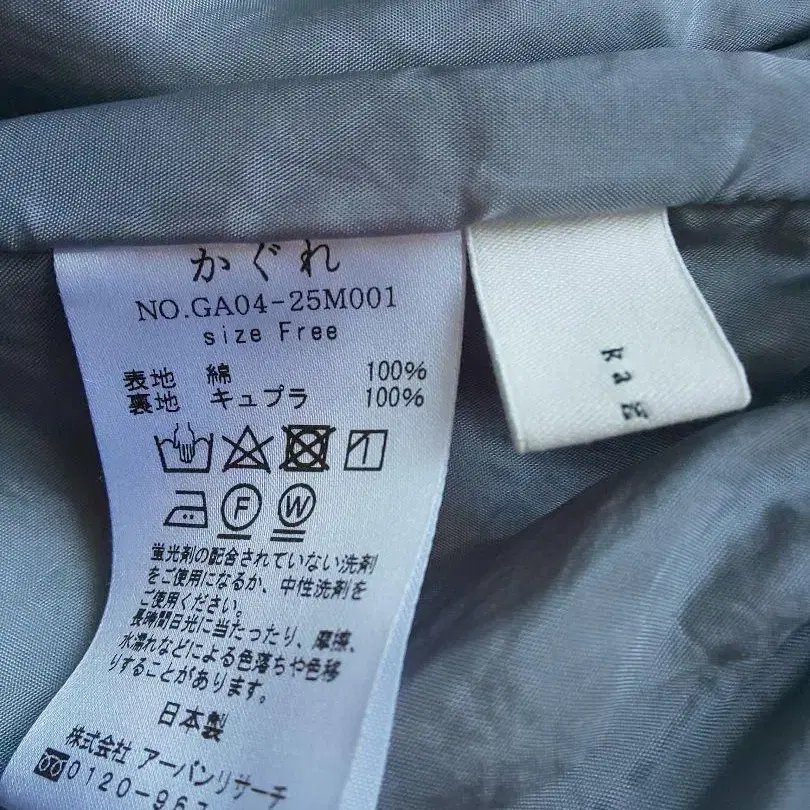 かぐれ
NO.GA04-25M001
size Free
表地 綿 100%
裏地 キュプラ 100%
F W
蛍光剤の配合されていない洗剤
をご使用になるか、中性洗剤を
ご使用ください。
長時間日光に当たったり、摩擦、
水濡れなどによる色落ちや色移
りすることがあります。
日本製
株式会社 アーバンリサーチ
0120-967
kag